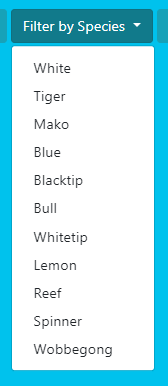 Filter by Species
White
Tiger
Mako
Blue
Blacktip
Bull
Whitetip
Lemon
Reef
Spinner
Wobbegong